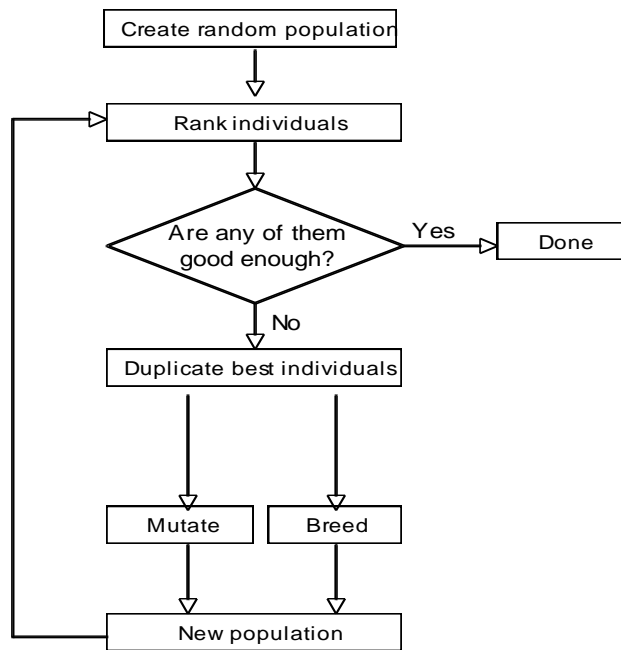 Create random population
Rank individuals
Are any of them
good enough?
Yes
Done
No
Duplicate best individuals
Mutate
Breed
New population